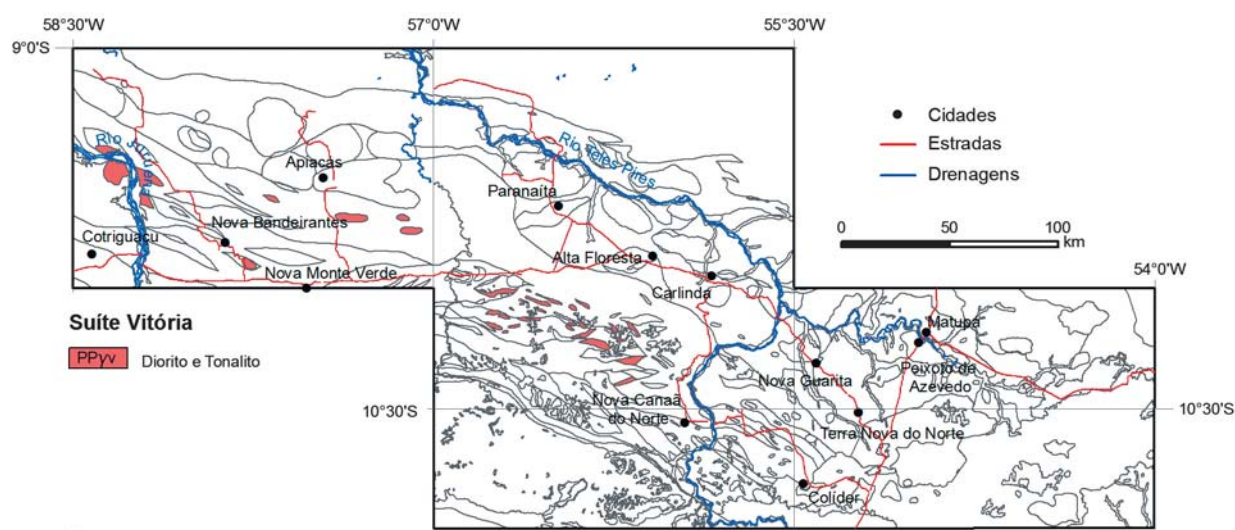 58°30'W
57°0'W
55°30'W
9°0'S
Cidades
Estradas
Drenagens
Rio Juruena
Rio Teles Pires
Apiacás
Paranaíta
Nova Bandeirantes
Cotriguaçu
Alta Floresta
Nova Monte Verde
Carlinda
0
50
100
km
54°0'W
Suíte Vitória
PPγv
Diorito e Tonalito
Matupá
Peixoto de
Azevedo
Nova Guarita
Nova Canaã
do Norte
10°30'S
10°30'S
Terra Nova do Norte
Colíder